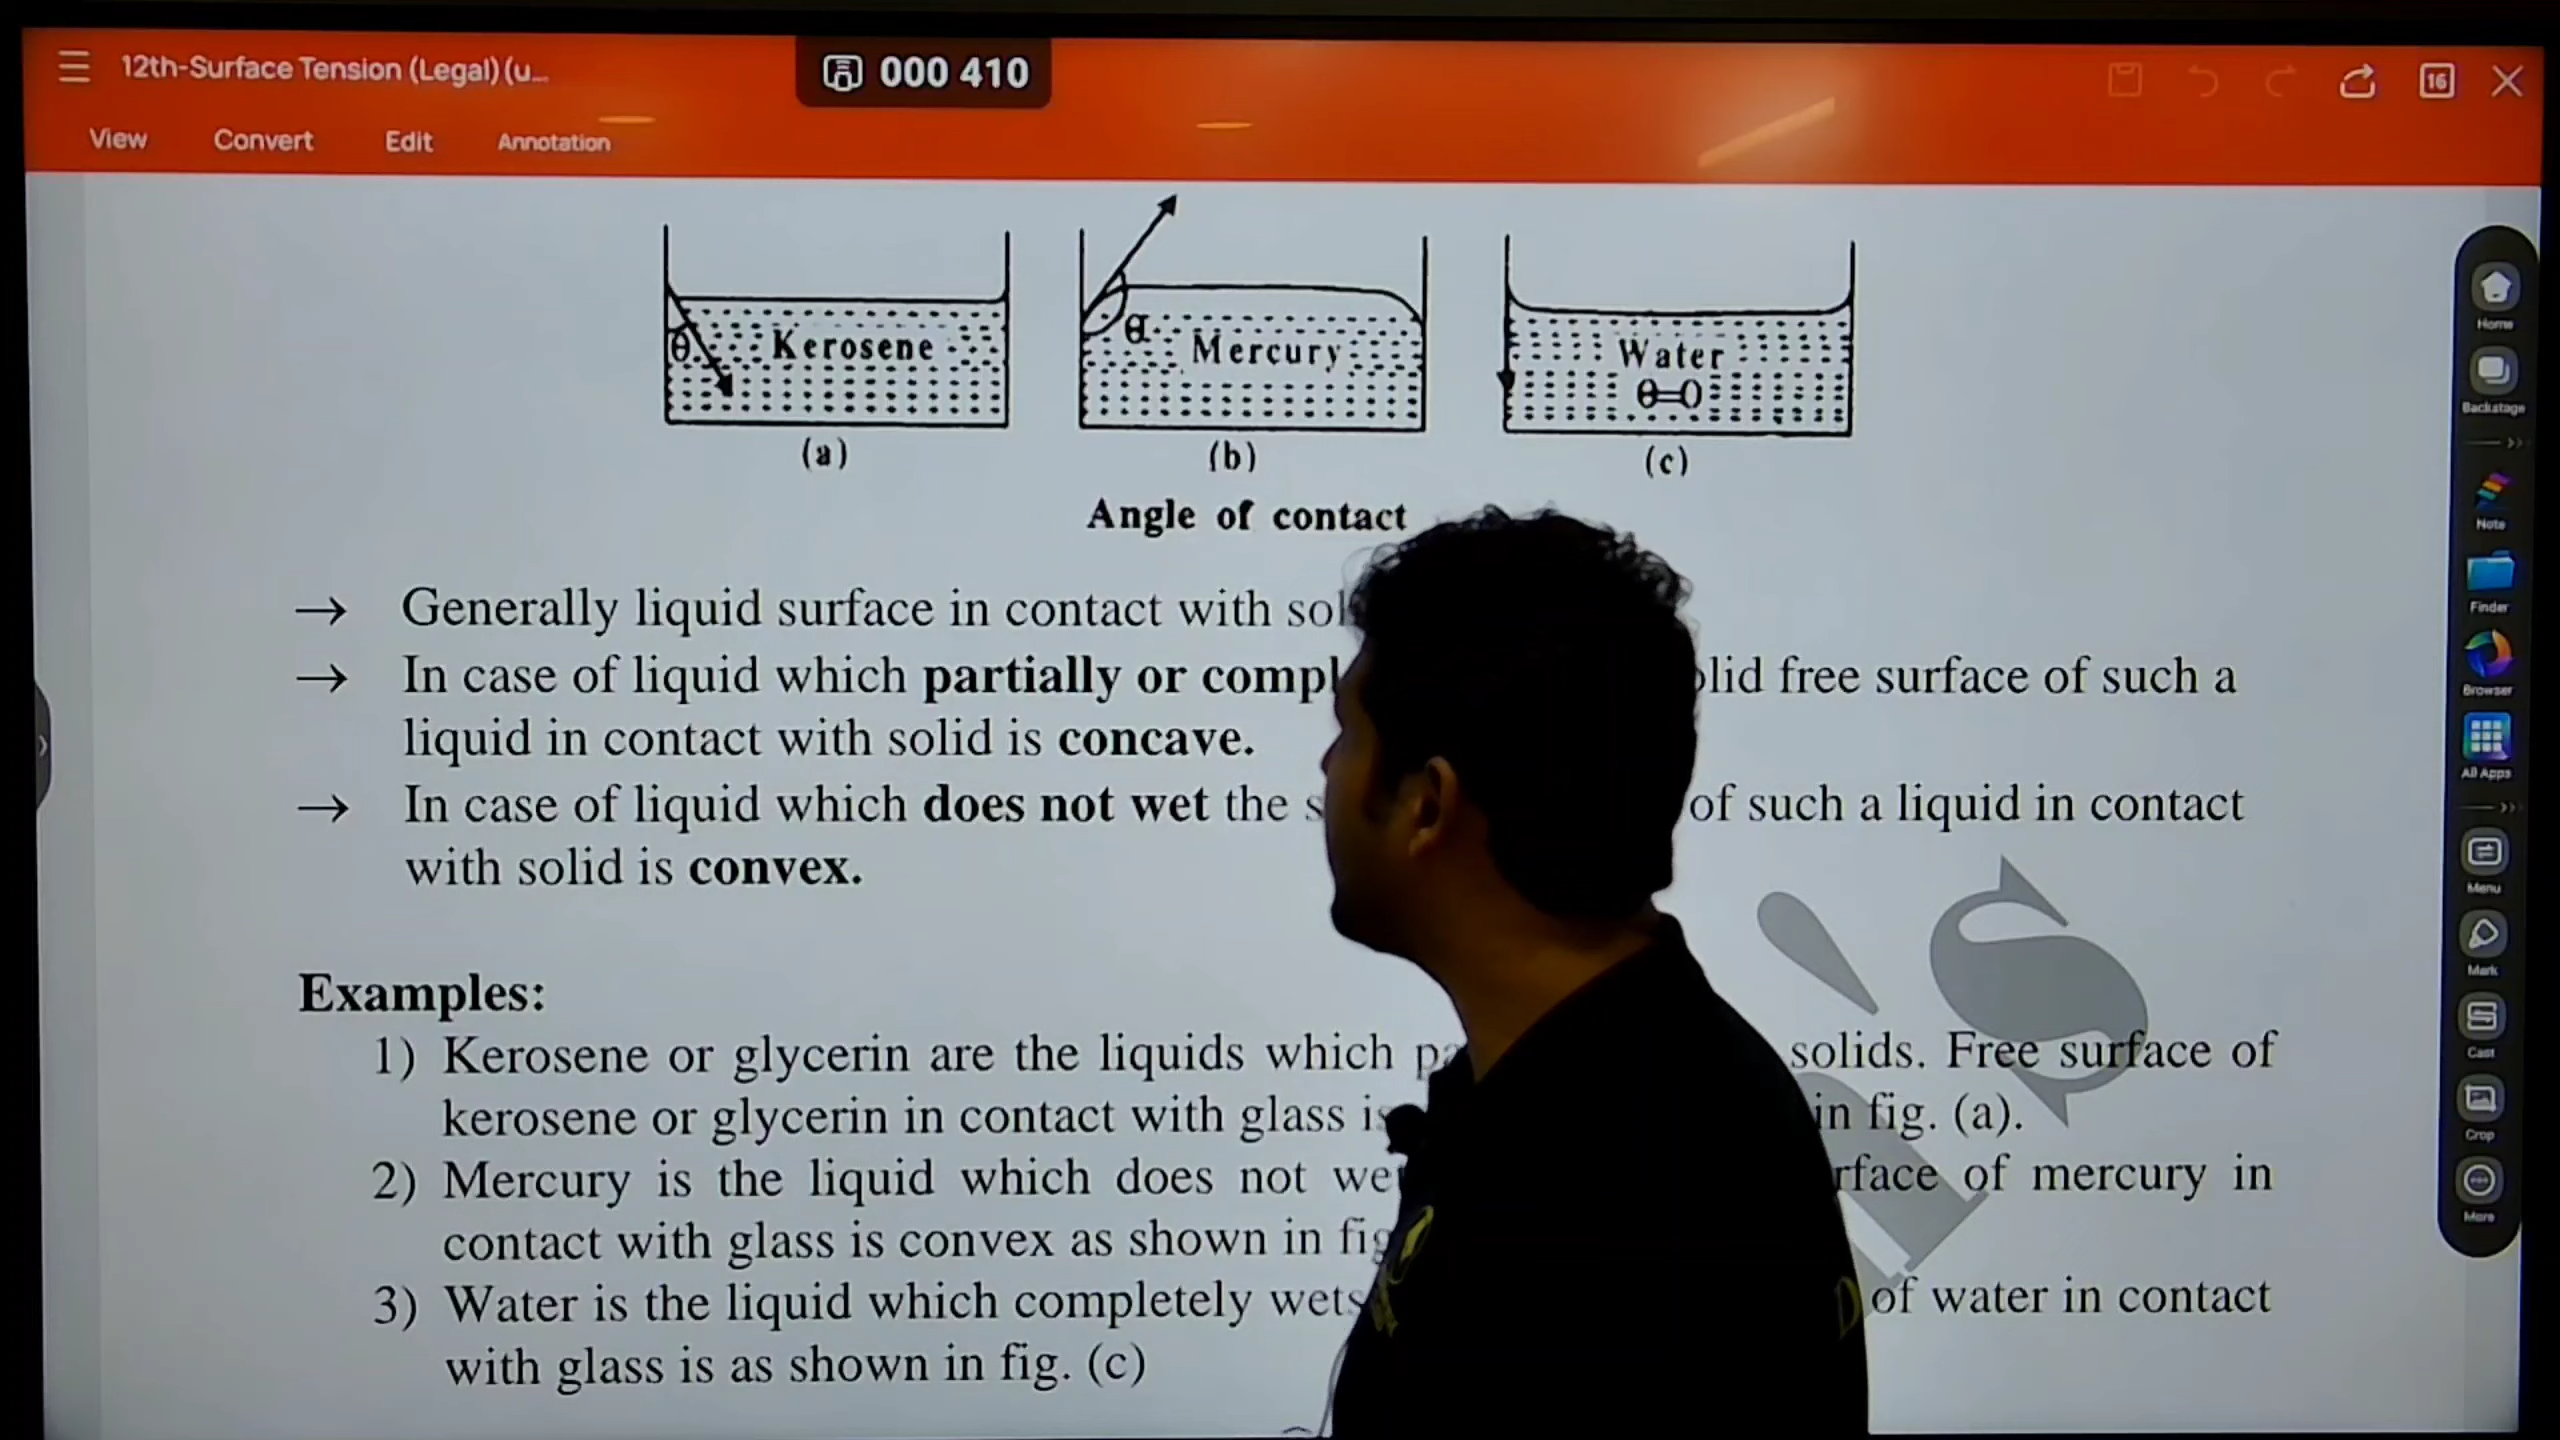 12th-Surface Tension (Legal) (u...
000 410
16
View Convert Edit Annotation
θ Kerosene
θ Mercury
Water
θ=0
(a) (b) (c)
Angle of contact
→ Generally liquid surface in contact with
→ In case of liquid which partially or free surface of such a
liquid in contact with solid is concave.
→ In case of liquid which does not wet the of such a liquid in contact
with solid is convex.
Examples:
1) Kerosene or glycerin are the liquids which solids. Free surface of
kerosene or glycerin in contact with glass in fig. (a).
2) Mercury is the liquid which does not of mercury in
contact with glass is convex as shown in
3) Water is the liquid which completely wets of water in contact
with glass is as shown in fig. (c)
's
Home
Backstage
Note
Finder
Browser
All Apps
Menu
Mark
Cast
Crop
More